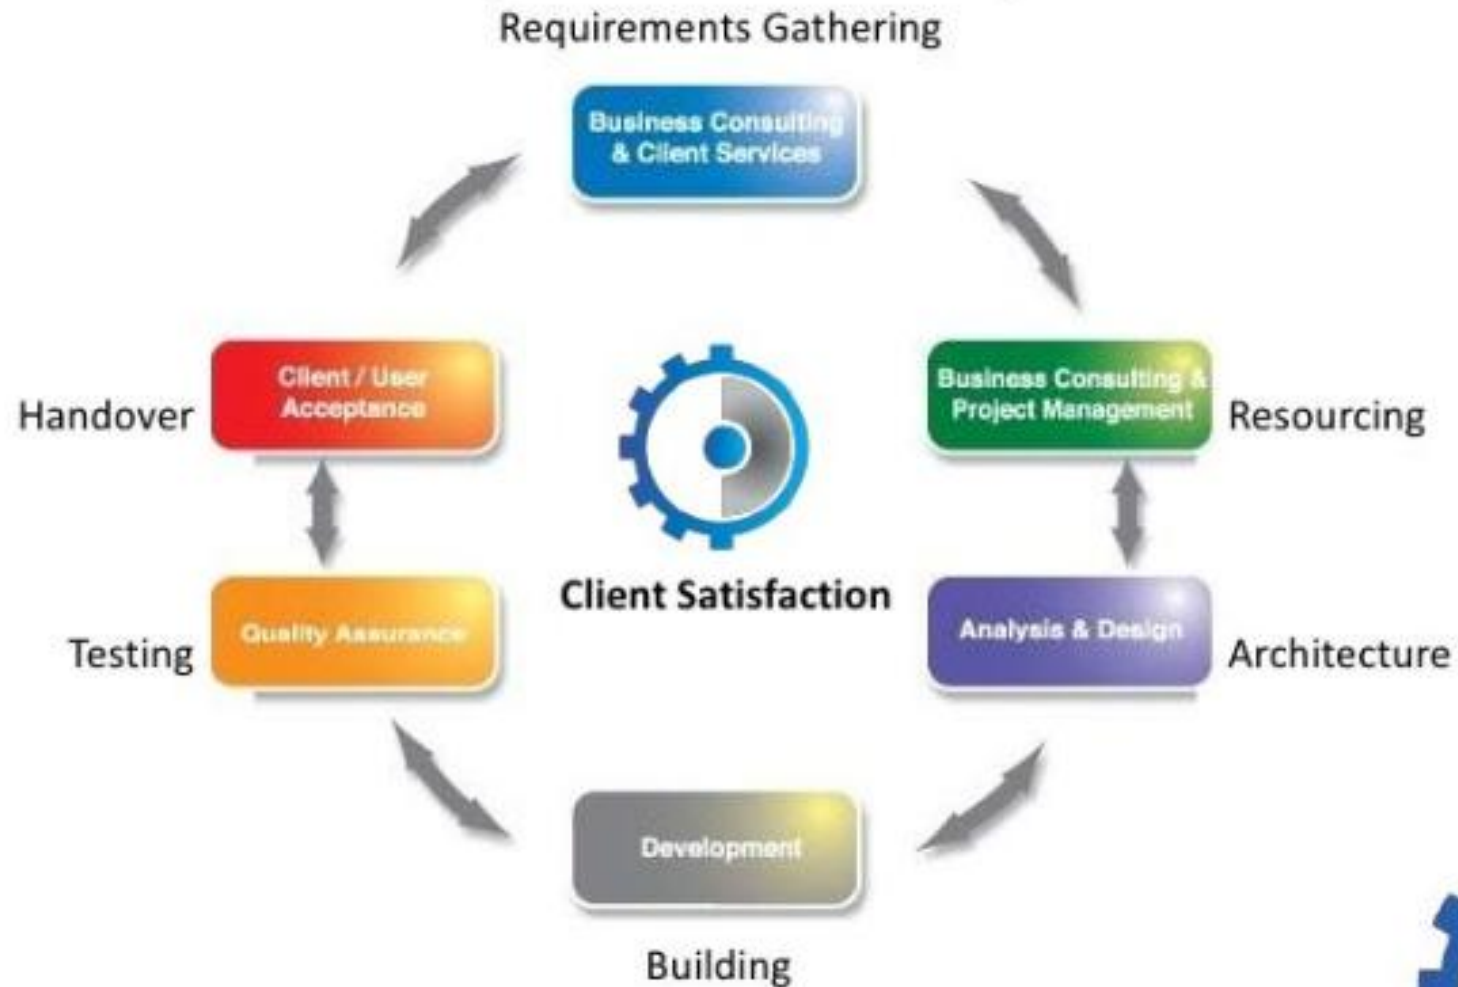 Requirements Gathering
Business Consulting
& Client Services
Client / User
Acceptance
Handover
Business Consulting &
Project Management
Resourcing
Client Satisfaction
Quality Assurance
Testing
Analysis & Design
Architecture
Development
Building